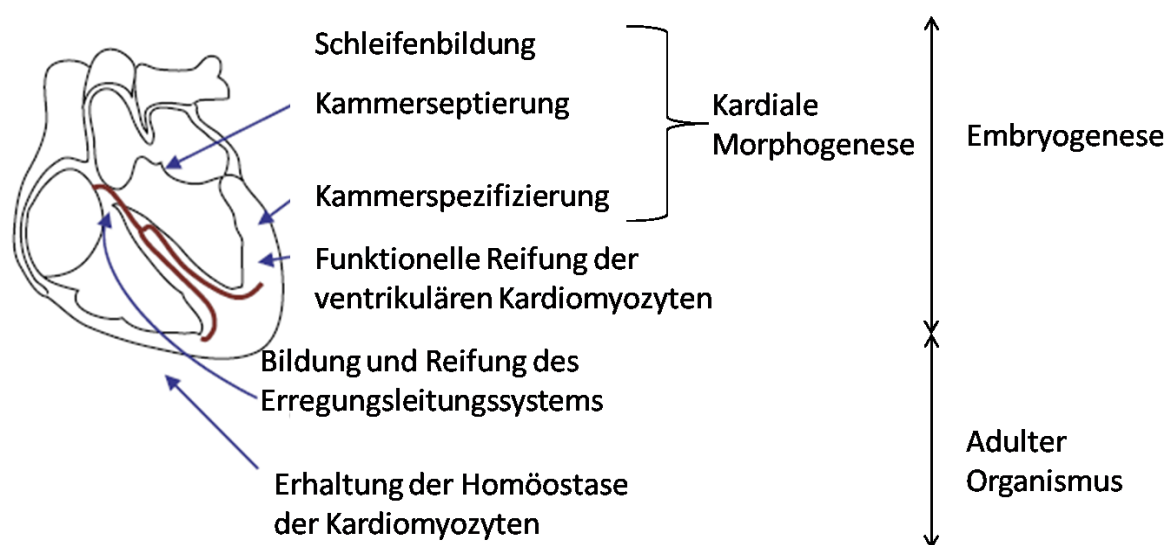 Schleifenbildung
Kammerseptierung
Kardiale
Morphogenese
Embryogenese
Kammerspezifizierung
Funktionelle Reifung der
ventrikulären Kardiomyozyten
Bildung und Reifung des
Erregungsleitungssystems
Adulter
Organismus
Erhaltung der Homöostase
der Kardiomyozyten